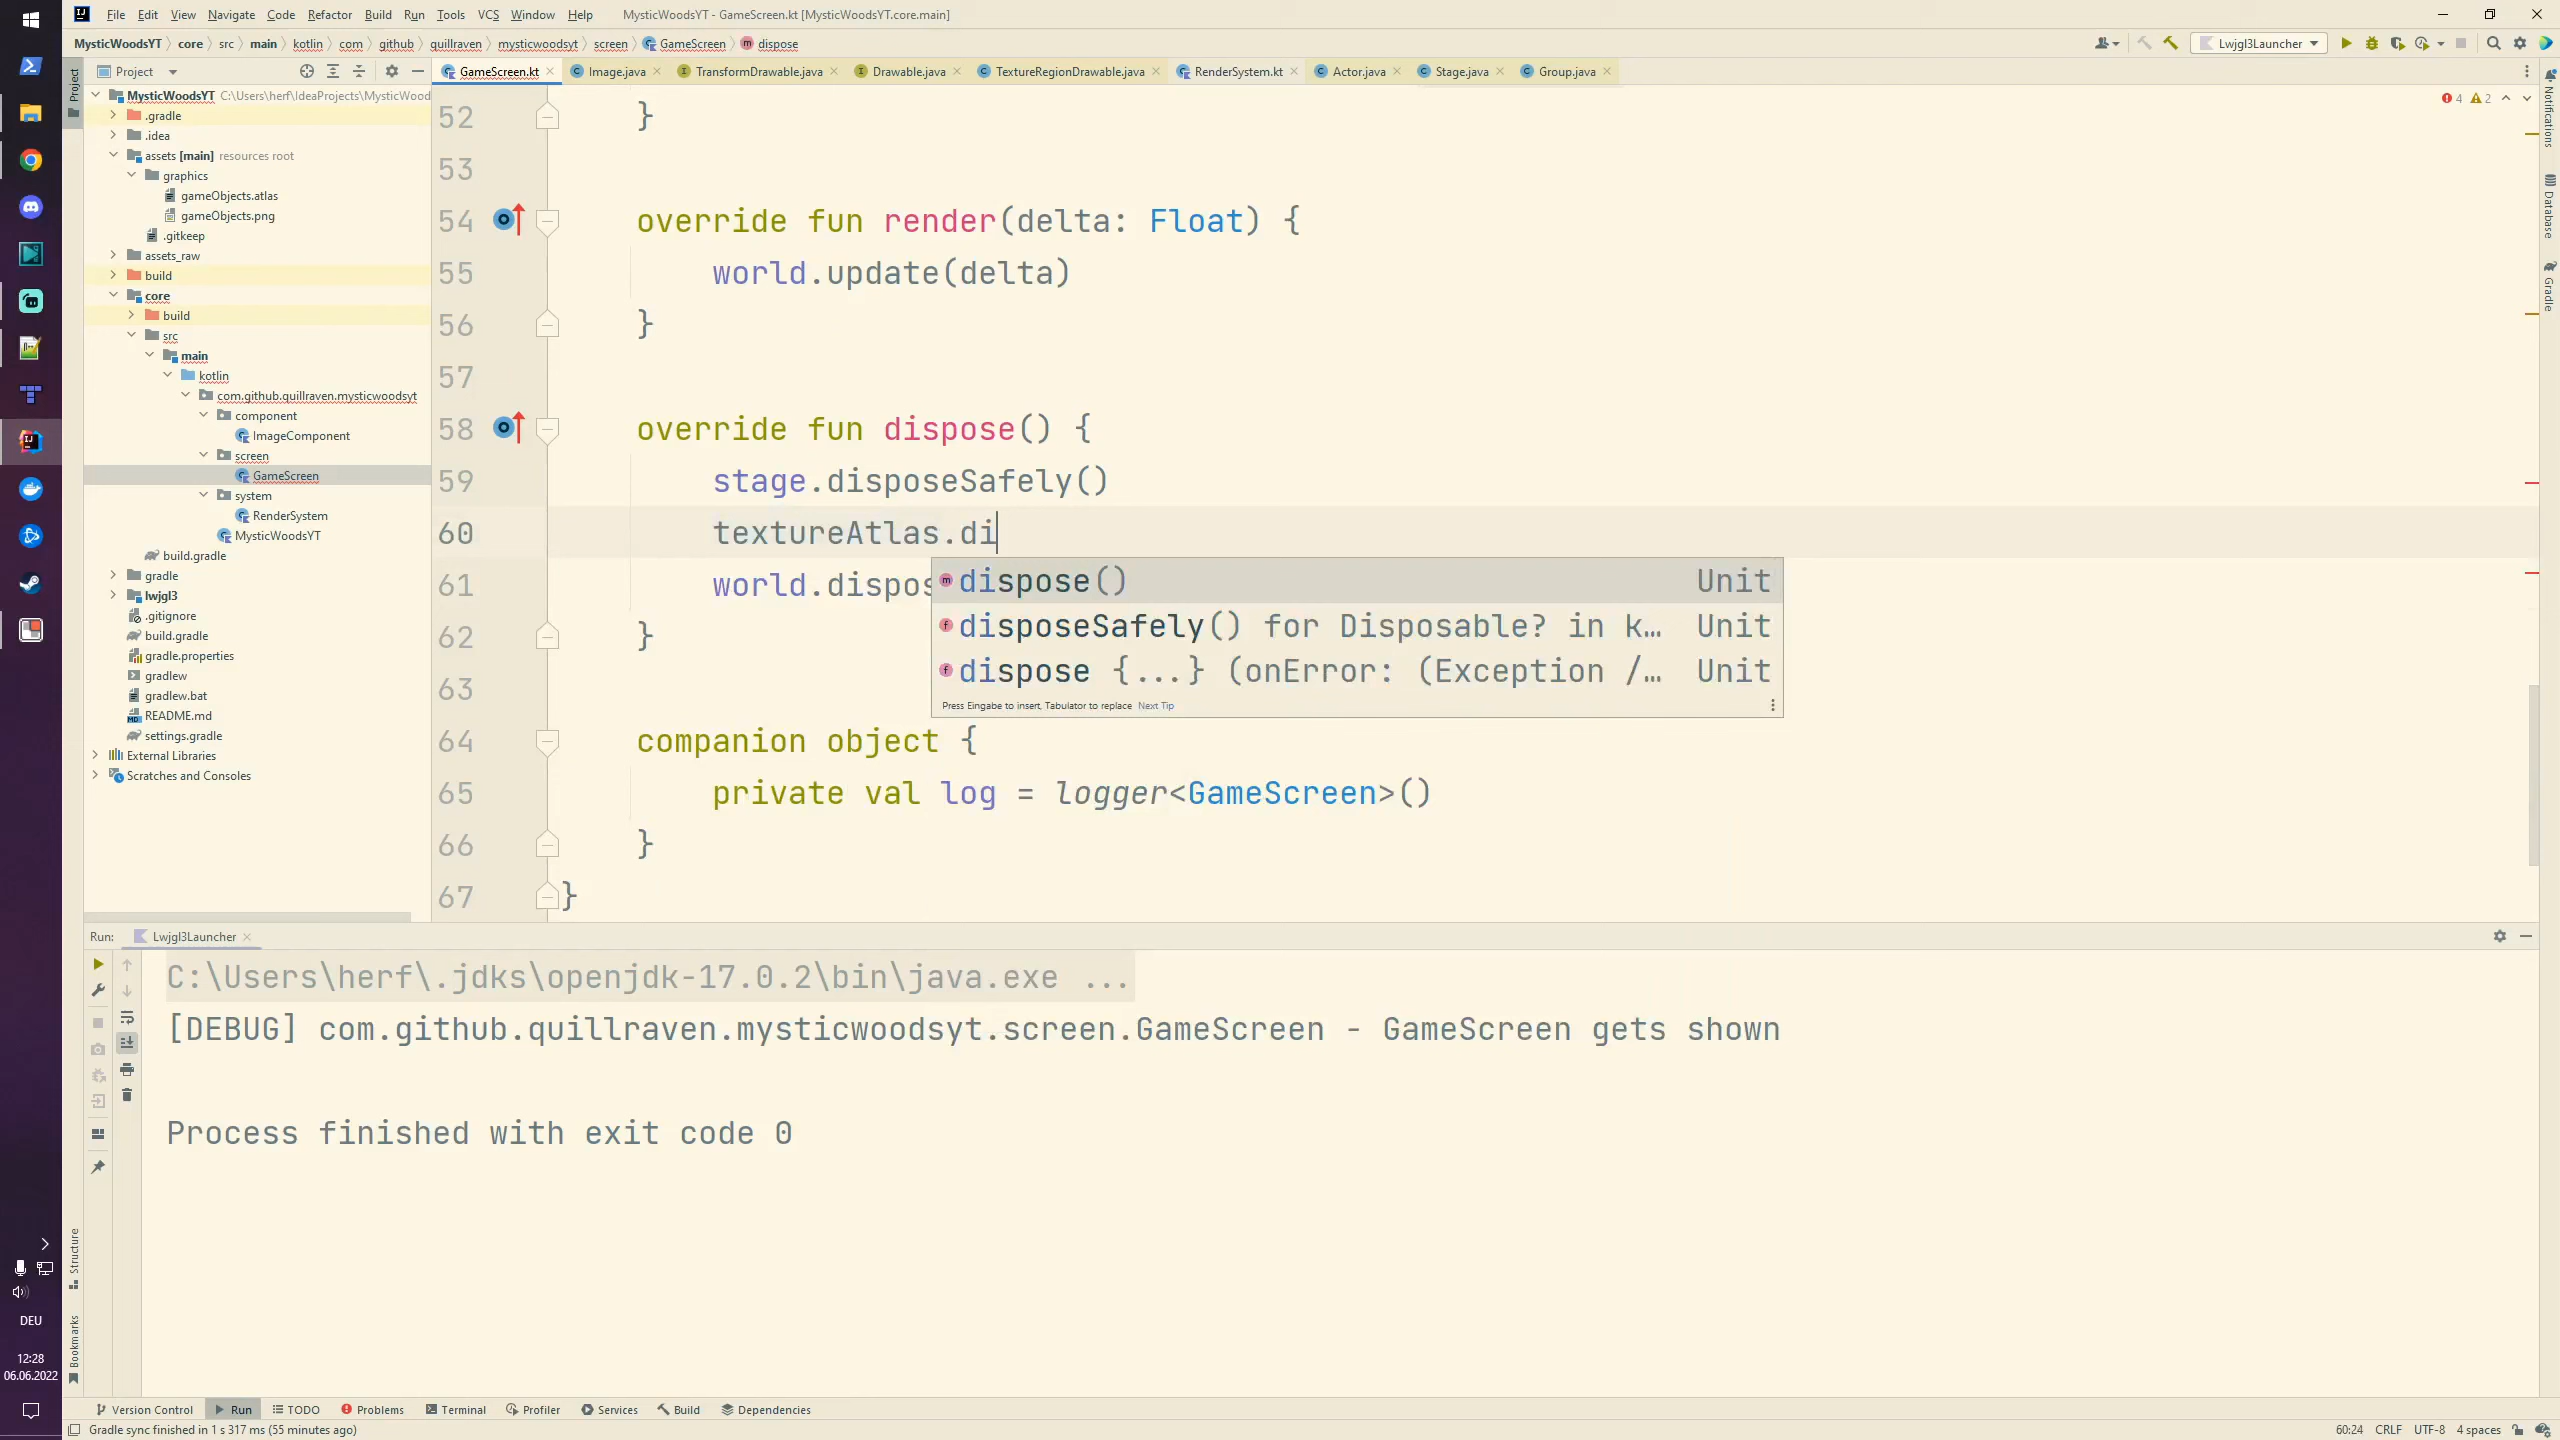 File Edit View Navigate Code Refactor Build Run Tools VCS Window Help MysticWoodsYT - GameScreen.kt [MysticWoodsYT.core.main]
MysticWoodsYT core src main kotlin com github quillraven mysticwoodsyt screen GameScreen dispose Lwjgl3Launcher
Project GameScreen.kt Image.java TransformDrawable.java Drawable.java TextureRegionDrawable.java RenderSystem.kt Actor.java Stage.java Group.java
Project
Notifications
Database
Gradle
4 2
MysticWoodsYT C:\Users\herf\IdeaProjects\MysticWood
.gradle
.idea
assets [main] resources root
graphics
gameObjects.atlas
gameObjects.png
.gitkeep
assets_raw
build
core
build
src
main
kotlin
com.github.quillraven.mysticwoodsyt
component
ImageComponent
screen
GameScreen
system
RenderSystem
MysticWoodsYT
build.gradle
gradle
lwjgl3
.gitignore
build.gradle
gradle.properties
gradlew
gradlew.bat
README.md
settings.gradle
External Libraries
Scratches and Consoles
52 }
53
54 override fun render(delta: Float) {
55 world.update(delta)
56 }
57
58 override fun dispose() {
59 stage.disposeSafely()
60 textureAtlas.di
61 world.dispos
62 }
63
64 companion object {
65 private val log = logger<GameScreen>()
66 }
67 }
dispose() Unit
disposeSafely() for Disposable? in k... Unit
dispose {...} (onError: (Exception /... Unit
Press Eingabe to insert, Tabulator to replace Next Tip
Run: Lwjgl3Launcher
C:\Users\herf\.jdks\openjdk-17.0.2\bin\java.exe ...
[DEBUG] com.github.quillraven.mysticwoodsyt.screen.GameScreen - GameScreen gets shown
Process finished with exit code 0
Structure
Bookmarks
DEU
12:28
06.06.2022
Version Control Run TODO Problems Terminal Profiler Services Build Dependencies
Gradle sync finished in 1 s 317 ms (55 minutes ago) 60:24 CRLF UTF-8 4 spaces